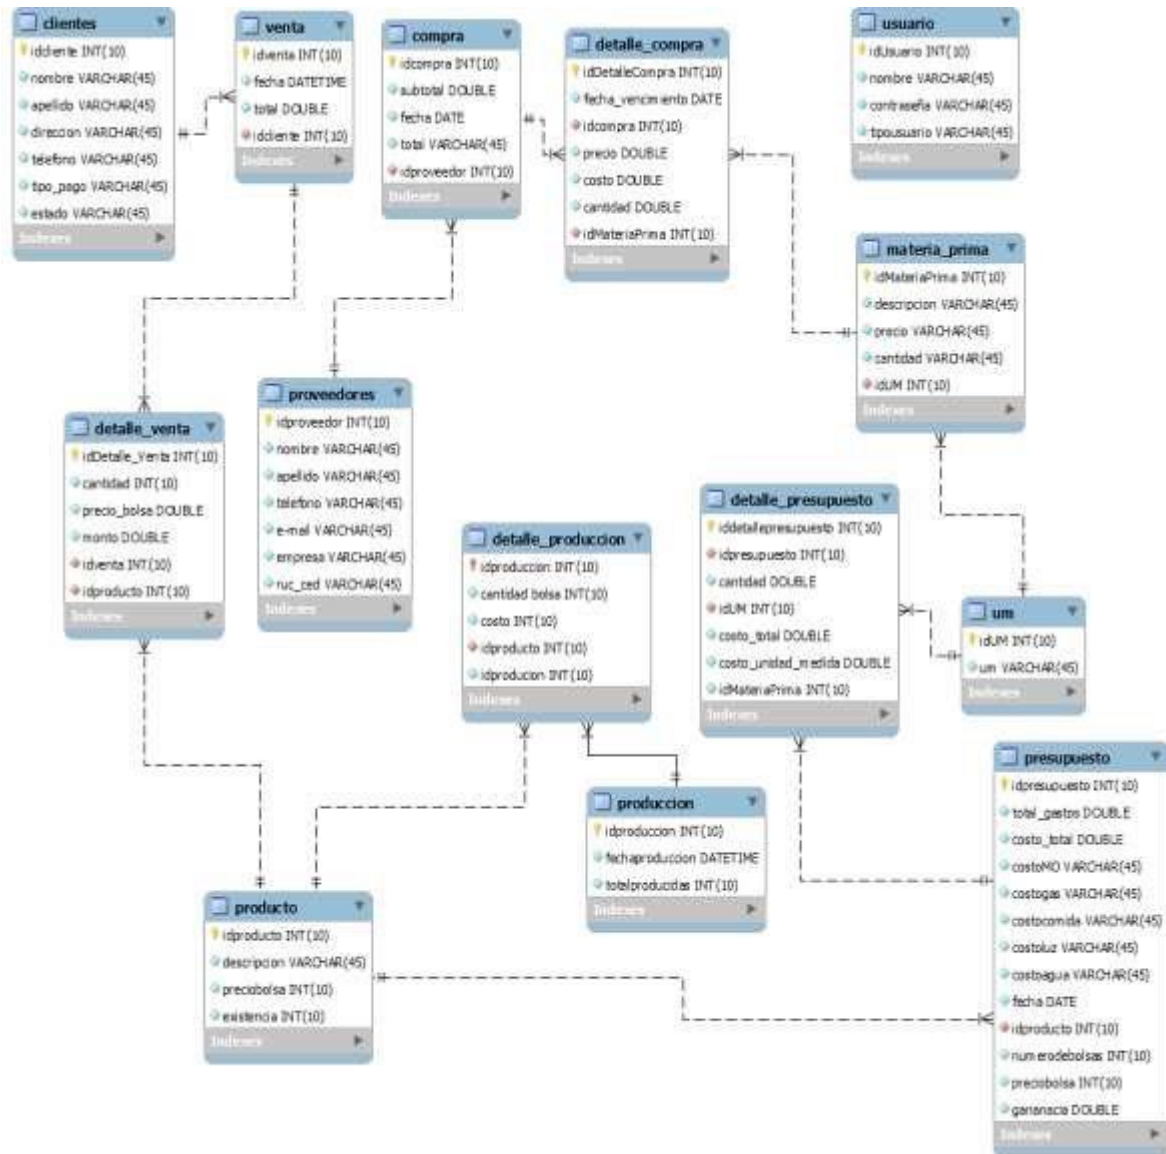 clientes
idcliente INT(10)
nombre VARCHAR(45)
apellido VARCHAR(45)
direccion VARCHAR(45)
telefono VARCHAR(45)
tipo_pago VARCHAR(45)
estado VARCHAR(45)
Indexes
venta
idventa INT(10)
fecha DATETIME
total DOUBLE
idcliente INT(10)
Indexes
compra
idcompra INT(10)
subtotal DOUBLE
fecha DATE
total VARCHAR(45)
idproveedor INT(10)
Indexes
detalle_compra
idDetalleCompra INT(10)
fecha_vencimiento DATE
idcompra INT(10)
precio DOUBLE
costo DOUBLE
cantidad DOUBLE
idMateriaPrima INT(10)
Indexes
usuario
idUsuario INT(10)
nombre VARCHAR(45)
contraseña VARCHAR(45)
tipousuario VARCHAR(45)
Indexes
materia_prima
idMateriaPrima INT(10)
descripcion VARCHAR(45)
precio VARCHAR(45)
cantidad VARCHAR(45)
idUM INT(10)
Indexes
proveedores
idproveedor INT(10)
nombre VARCHAR(45)
apellido VARCHAR(45)
telefono VARCHAR(45)
e-mail VARCHAR(45)
empresa VARCHAR(45)
ruc_ced VARCHAR(45)
Indexes
detalle_venta
idDetalle_Venta INT(10)
cantidad INT(10)
precio_bolsa DOUBLE
monto DOUBLE
idventa INT(10)
idproducto INT(10)
Indexes
detalle_produccion
idproduccion INT(10)
cantidad bolsa INT(10)
costo INT(10)
idproducto INT(10)
idproducion INT(10)
Indexes
detalle_presupuesto
iddetallepresupuesto INT(10)
idpresupuesto INT(10)
cantidad DOUBLE
idUM INT(10)
costo_total DOUBLE
costo_unidad_medida DOUBLE
idMateriaPrima INT(10)
Indexes
um
idUM INT(10)
um VARCHAR(45)
Indexes
produccion
idproduccion INT(10)
fechaproduccion DATETIME
totalproducidas INT(10)
Indexes
presupuesto
idpresupuesto INT(10)
total_gastos DOUBLE
costo_total DOUBLE
costoMO VARCHAR(45)
costogas VARCHAR(45)
costocomida VARCHAR(45)
costoluz VARCHAR(45)
costoagua VARCHAR(45)
fecha DATE
idproducto INT(10)
numerodebolsas INT(10)
preciobolsa INT(10)
gananacia DOUBLE
Indexes
producto
idproducto INT(10)
descripcion VARCHAR(45)
preciobolsa INT(10)
existencia INT(10)
Indexes